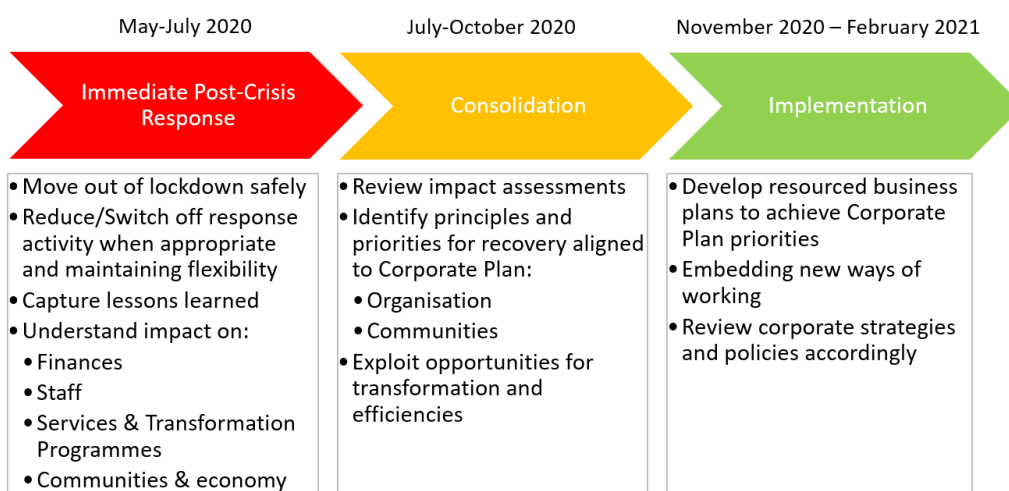 May-July 2020
July-October 2020
November 2020 – February 2021
Immediate Post-Crisis
Response
Consolidation
Implementation
• Move out of lockdown safely
• Reduce/Switch off response
activity when appropriate
and maintaining flexibility
• Capture lessons learned
• Understand impact on:
• Finances
• Staff
• Services & Transformation
Programmes
• Communities & economy
• Review impact assessments
• Identify principles and
priorities for recovery aligned
to Corporate Plan:
• Organisation
• Communities
• Exploit opportunities for
transformation and
efficiencies
• Develop resourced business
plans to achieve Corporate
Plan priorities
• Embedding new ways of
working
• Review corporate strategies
and policies accordingly